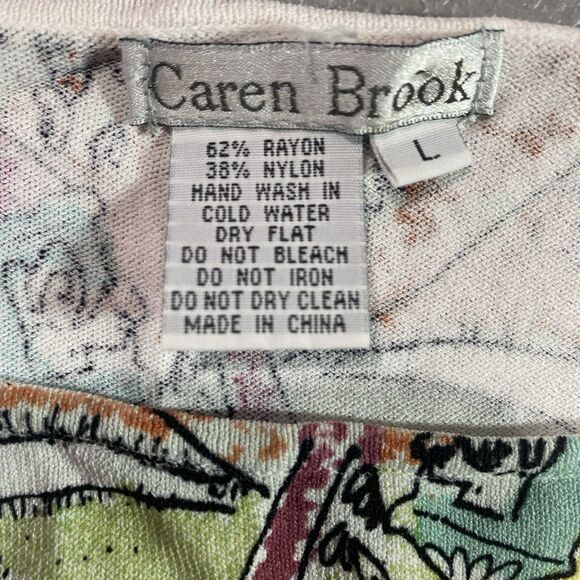 Caren Brook
L
62% RAYON
38% NYLON
HAND WASH IN
COLD WATER
DRY FLAT
DO NOT BLEACH
DO NOT IRON
DO NOT DRY CLEAN
MADE IN CHINA